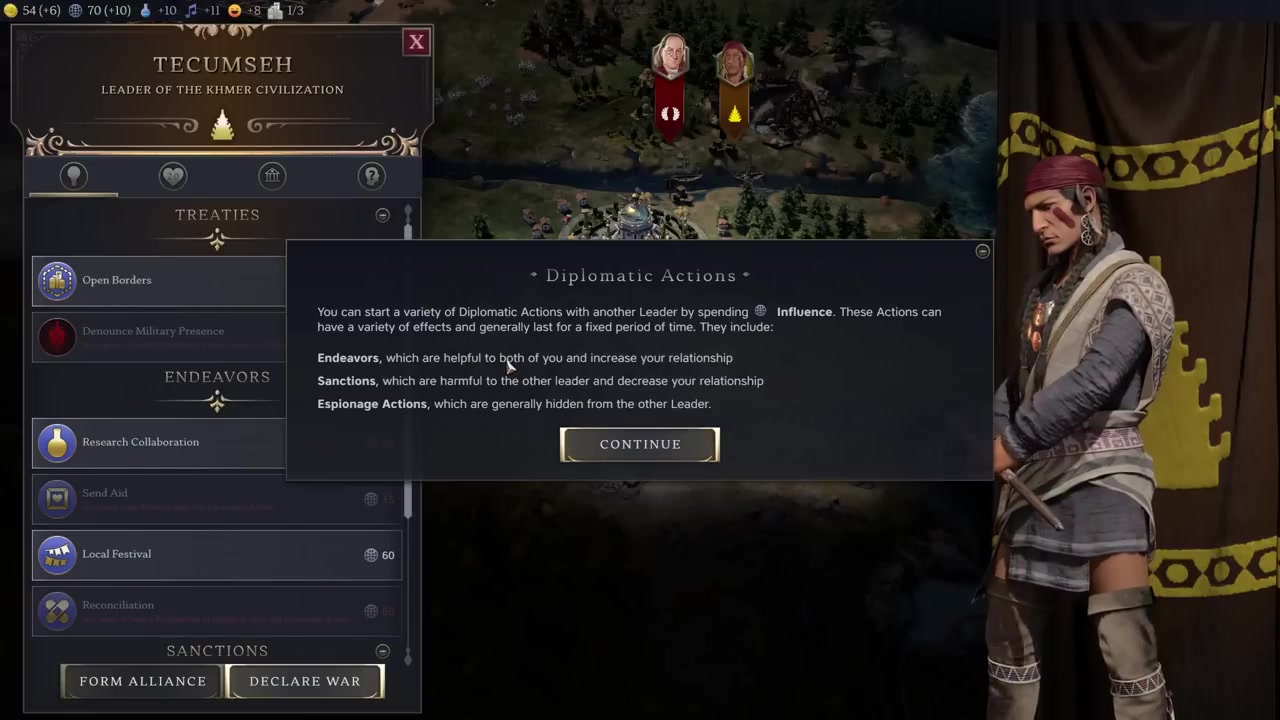 54 (+6) 70 (+10) +10 +11 +8 1/3
X
TECUMSEH
LEADER OF THE KHMER CIVILIZATION
TREATIES
Open Borders
Denounce Military Presence
ENDEAVORS
Research Collaboration 60
Send Aid 15
Local Festival 60
Reconciliation 60
SANCTIONS
FORM ALLIANCE DECLARE WAR
Diplomatic Actions
You can start a variety of Diplomatic Actions with another Leader by spending Influence. These Actions can
have a variety of effects and generally last for a fixed period of time. They include:
Endeavors, which are helpful to both of you and increase your relationship
Sanctions, which are harmful to the other leader and decrease your relationship
Espionage Actions, which are generally hidden from the other Leader.
CONTINUE